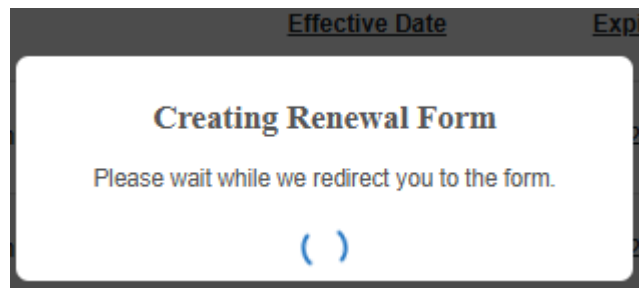 Effective Date
Creating Renewal Form
Please wait while we redirect you to the form.